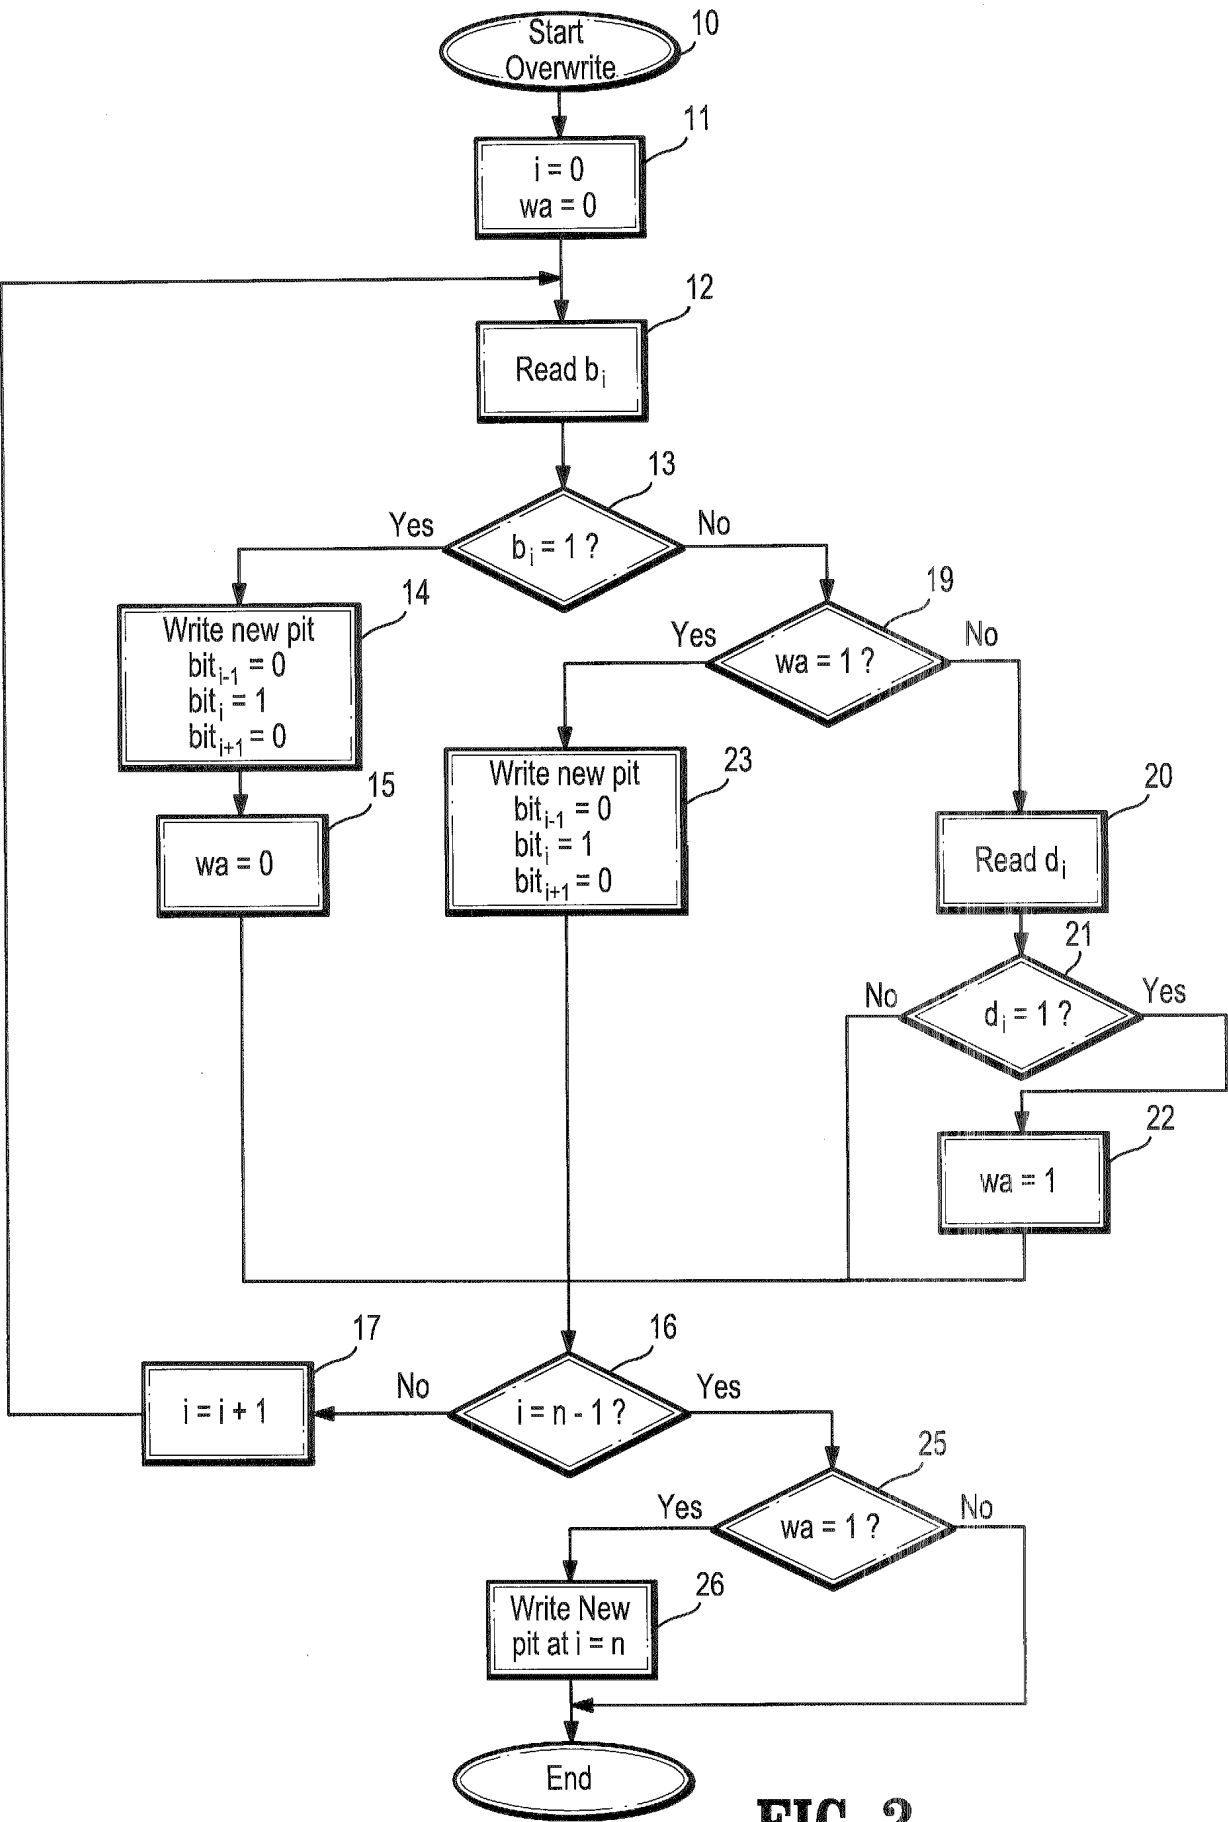 Start
Overwrite
10
11
i = 0
wa = 0
12
Read b_i
13
Yes
b_i = 1 ?
No
14
Write new pit
bit_i-1 = 0
bit_i = 1
bit_i+1 = 0
19
Yes
wa = 1 ?
No
15
wa = 0
23
Write new pit
bit_i-1 = 0
bit_i = 1
bit_i+1 = 0
20
Read d_i
21
No
d_i = 1 ?
Yes
22
wa = 1
17
i = i + 1
16
No
i = n - 1 ?
Yes
25
Yes
wa = 1 ?
No
26
Write New
pit at i = n
End